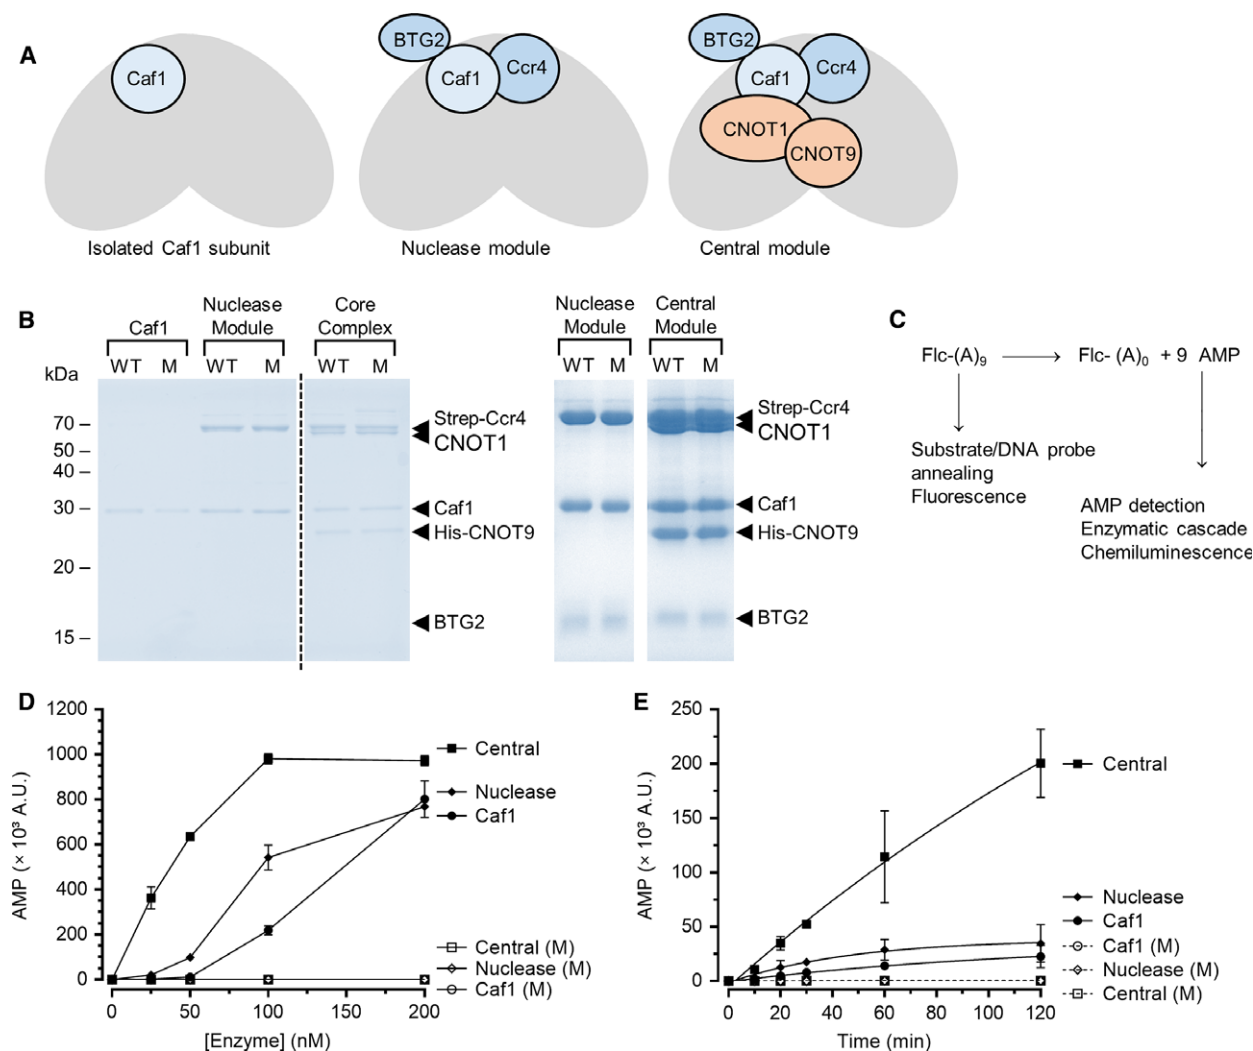 A
Caf1
Isolated Caf1 subunit
BTG2
Caf1
Ccr4
Nuclease module
BTG2
Caf1
Ccr4
CNOT1
CNOT9
Central module
B
Caf1
Nuclease
Module
Core
Complex
WT M WT M WT M
kDa
70
50
40
30
20
15
Strep-Ccr4
CNOT1
Caf1
His-CNOT9
BTG2
Nuclease
Module
Central
Module
WT M WT M
Strep-Ccr4
CNOT1
Caf1
His-CNOT9
BTG2
C
Flc-(A)9 Flc- (A)0 + 9 AMP
Substrate/DNA probe
annealing
Fluorescence
AMP detection
Enzymatic cascade
Chemiluminescence
D
AMP (× 10³ A.U.)
1200
1000
800
600
400
200
0
0 50 100 150 200
[Enzyme] (nM)
Central
Nuclease
Caf1
Central (M)
Nuclease (M)
Caf1 (M)
E
AMP (× 10³ A.U.)
250
200
150
100
50
0
0 20 40 60 80 100 120
Time (min)
Central
Nuclease
Caf1
Caf1 (M)
Nuclease (M)
Central (M)